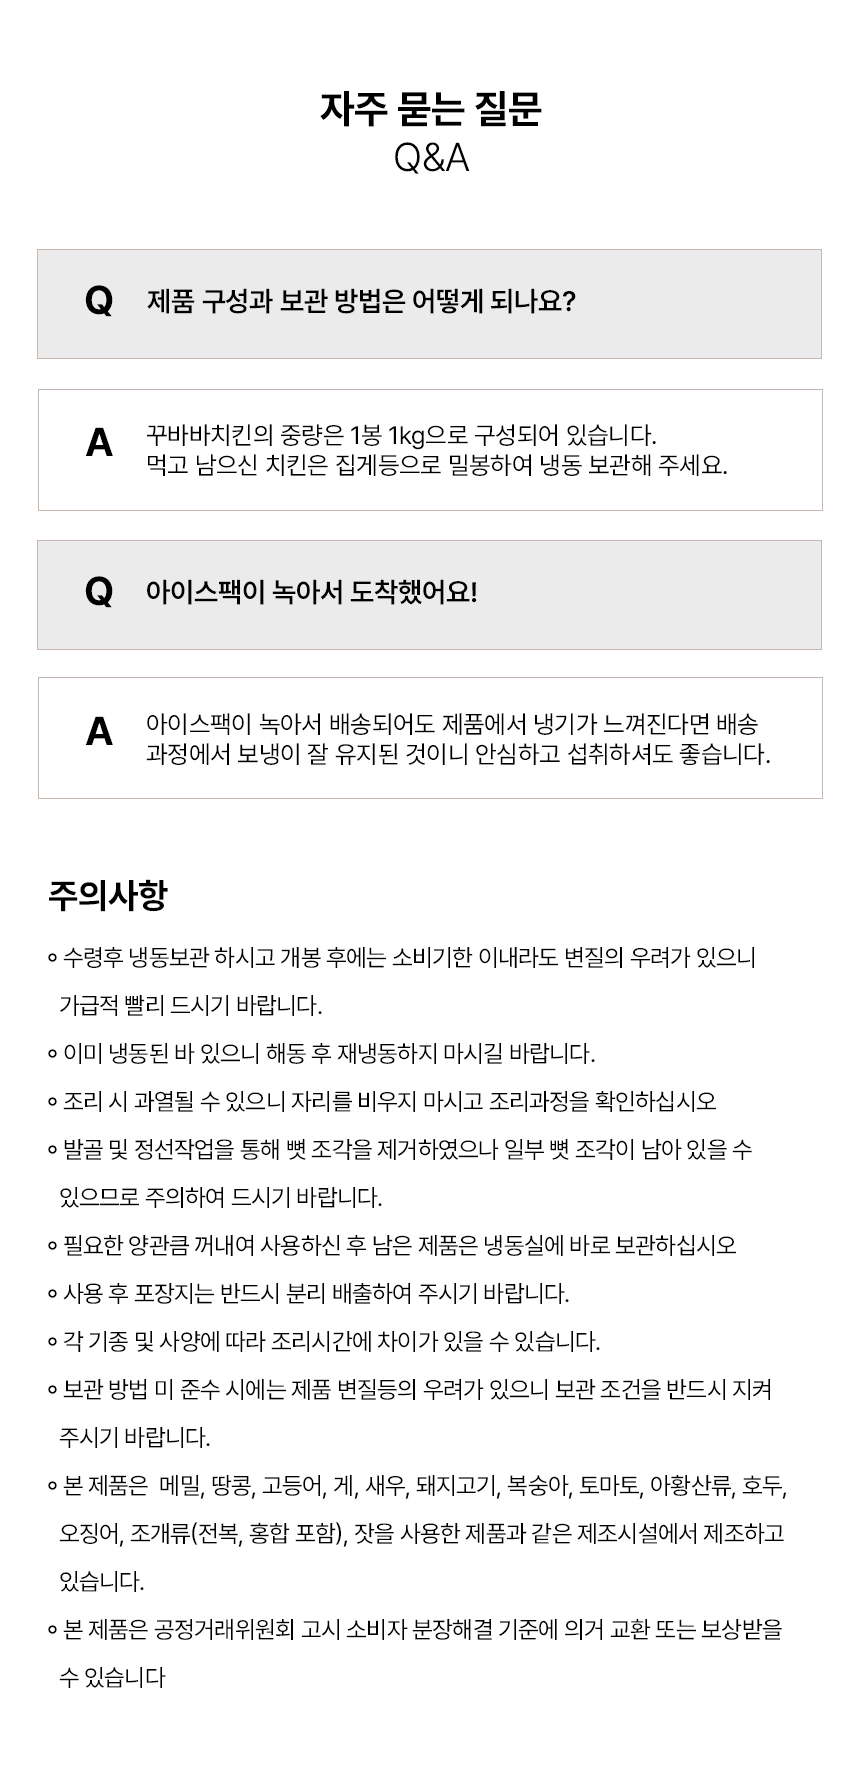 자주 묻는 질문
Q&A
Q 제품 구성과 보관 방법은 어떻게 되나요?
A 꾸바바치킨의 중량은 1봉 1kg으로 구성되어 있습니다.
먹고 남으신 치킨은 집게등으로 밀봉하여 냉동 보관해 주세요.
Q 아이스팩이 녹아서 도착했어요!
A 아이스팩이 녹아서 배송되어도 제품에서 냉기가 느껴진다면 배송
과정에서 보냉이 잘 유지된 것이니 안심하고 섭취하셔도 좋습니다.
주의사항
∘ 수령후 냉동보관 하시고 개봉 후에는 소비기한 이내라도 변질의 우려가 있으니
가급적 빨리 드시기 바랍니다.
∘ 이미 냉동된 바 있으니 해동 후 재냉동하지 마시길 바랍니다.
∘ 조리 시 과열될 수 있으니 자리를 비우지 마시고 조리과정을 확인하십시오
∘ 발골 및 정선작업을 통해 뼛 조각을 제거하였으나 일부 뼛 조각이 남아 있을 수
있으므로 주의하여 드시기 바랍니다.
∘ 필요한 양관큼 꺼내여 사용하신 후 남은 제품은 냉동실에 바로 보관하십시오
∘ 사용 후 포장지는 반드시 분리 배출하여 주시기 바랍니다.
∘ 각 기종 및 사양에 따라 조리시간에 차이가 있을 수 있습니다.
∘ 보관 방법 미 준수 시에는 제품 변질등의 우려가 있으니 보관 조건을 반드시 지켜
주시기 바랍니다.
∘ 본 제품은 메밀, 땅콩, 고등어, 게, 새우, 돼지고기, 복숭아, 토마토, 아황산류, 호두,
오징어, 조개류(전복, 홍합 포함), 잣을 사용한 제품과 같은 제조시설에서 제조하고
있습니다.
∘ 본 제품은 공정거래위원회 고시 소비자 분장해결 기준에 의거 교환 또는 보상받을
수 있습니다